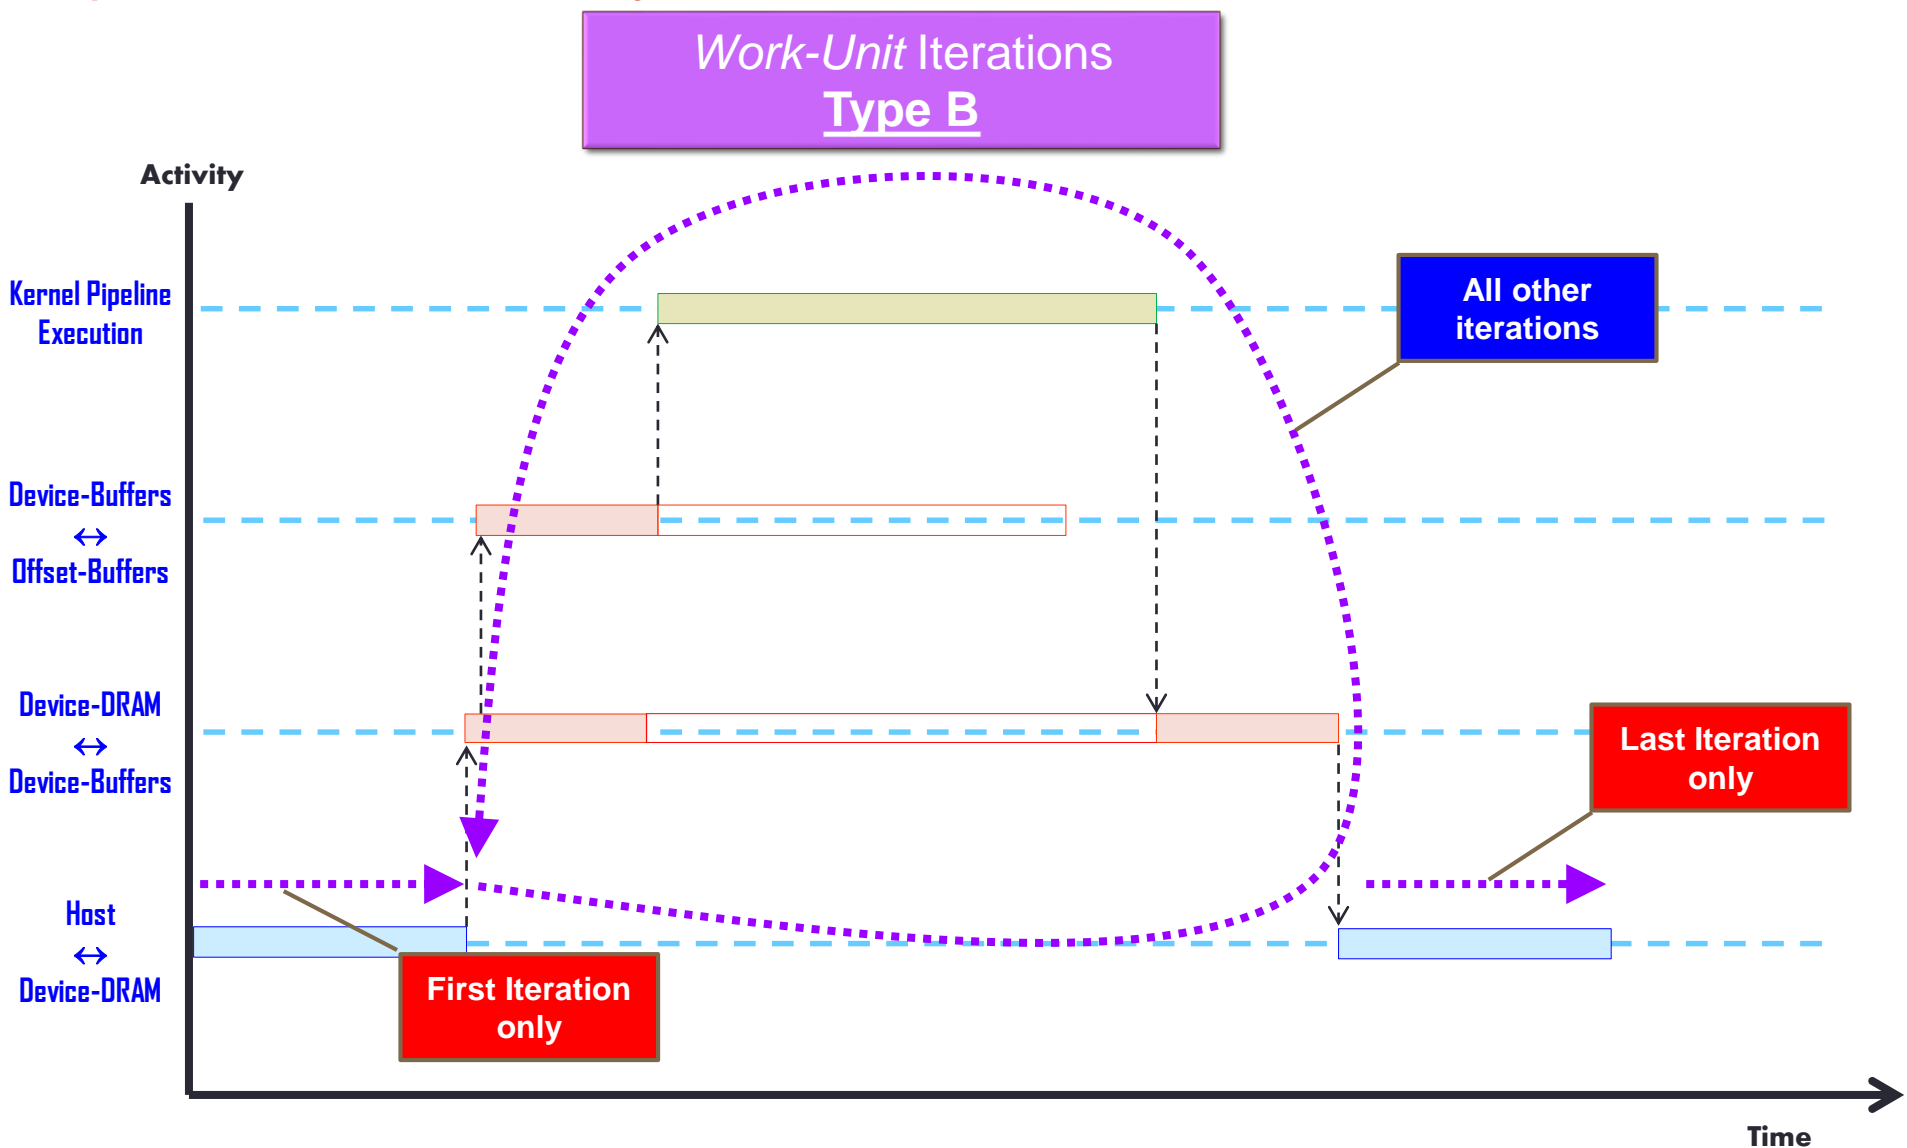 Work-Unit Iterations
Type B
Activity
Kernel Pipeline
Execution
All other
iterations
Device-Buffers
↔
Offset-Buffers
Device-DRAM
↔
Device-Buffers
Last Iteration
only
Host
↔
Device-DRAM
First Iteration
only
Time